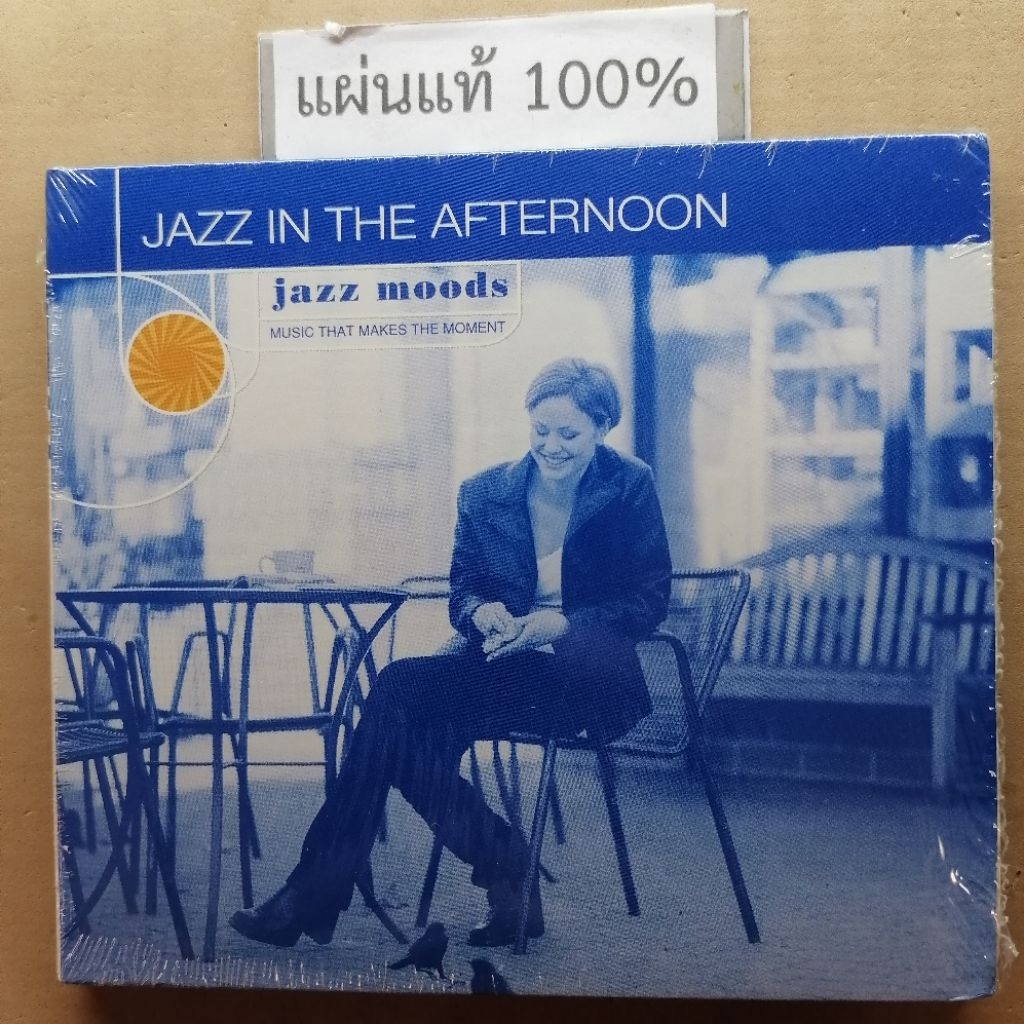 แผ่นแท้ 100%
JAZZ IN THE AFTERNOON
jazz moods
MUSIC THAT MAKES THE MOMENT